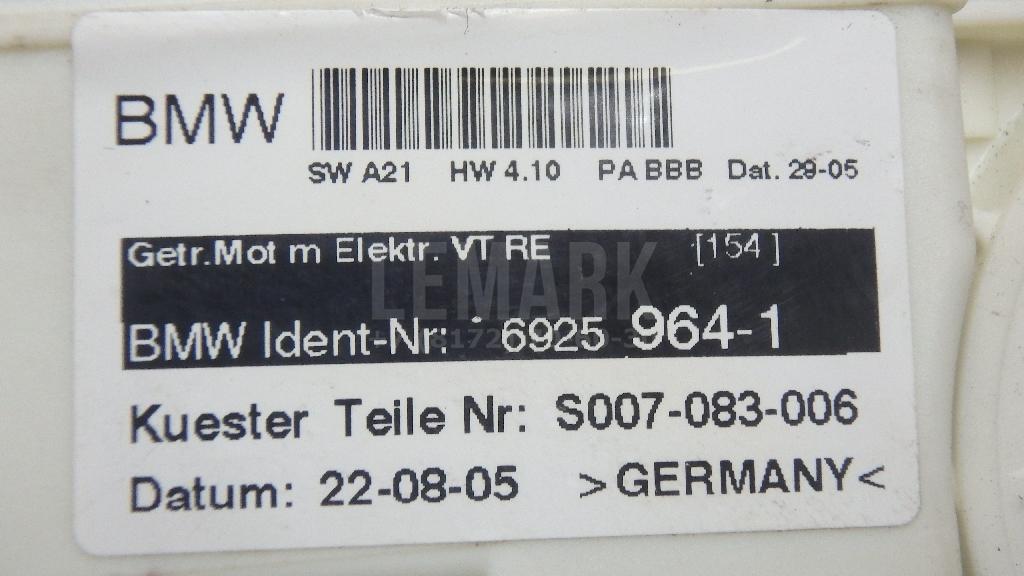 BMW
SW A21 HW 4.10 PA BBB Dat. 29-05
Getr.Mot m Elektr. VT RE [154]
LEMARK
BMW Ident-Nr: 6925 964-1
Kuester Teile Nr: S007-083-006
Datum: 22-08-05 >GERMANY<